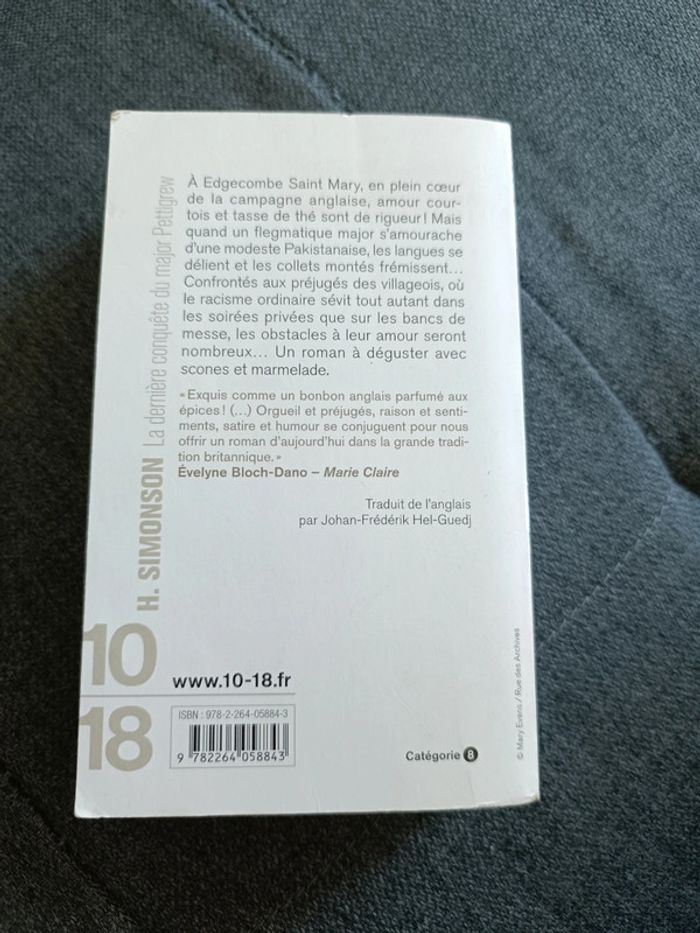 À Edgecombe Saint Mary, en plein cœur
de la campagne anglaise, amour cour-
tois et tasse de thé sont de rigueur ! Mais
quand un flegmatique major s'amourache
d'une modeste Pakistanaise, les langues se
délient et les collets montés frémissent...
Confrontés aux préjugés des villageois, où
le racisme ordinaire sévit tout autant dans
les soirées privées que sur les bancs de
messe, les obstacles à leur amour seront
nombreux... Un roman à déguster avec
scones et marmelade.
« Exquis comme un bonbon anglais parfumé aux
épices ! (...) Orgueil et préjugés, raison et senti-
ments, satire et humour se conjuguent pour nous
offrir un roman d'aujourd'hui dans la grande tradi-
tion britannique. »
Évelyne Bloch-Dano – Marie Claire
Traduit de l'anglais
par Johan-Frédérik Hel-Guedj
H. SIMONSON La dernière conquête du major Pettigrew
10
18
www.10-18.fr
ISBN : 978-2-264-05884-3
9 782264 058843
Catégorie 8
© Mary Evans / Rue des Archives